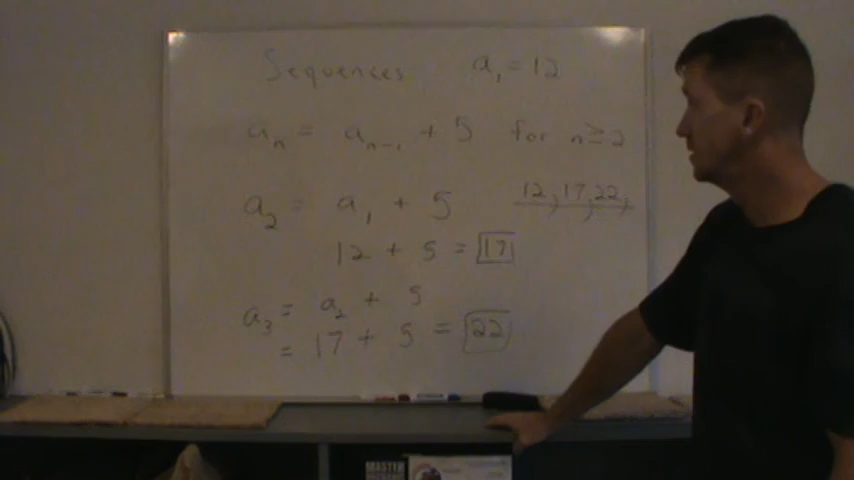 Sequences a₁ = 12
aₙ = aₙ₋₁ + 5 for n ≥ 2
a₂ = a₁ + 5
12, 17, 22,
12 + 5 = 17
a₃ = a₂ + 5
= 17 + 5 = 22
MASTER